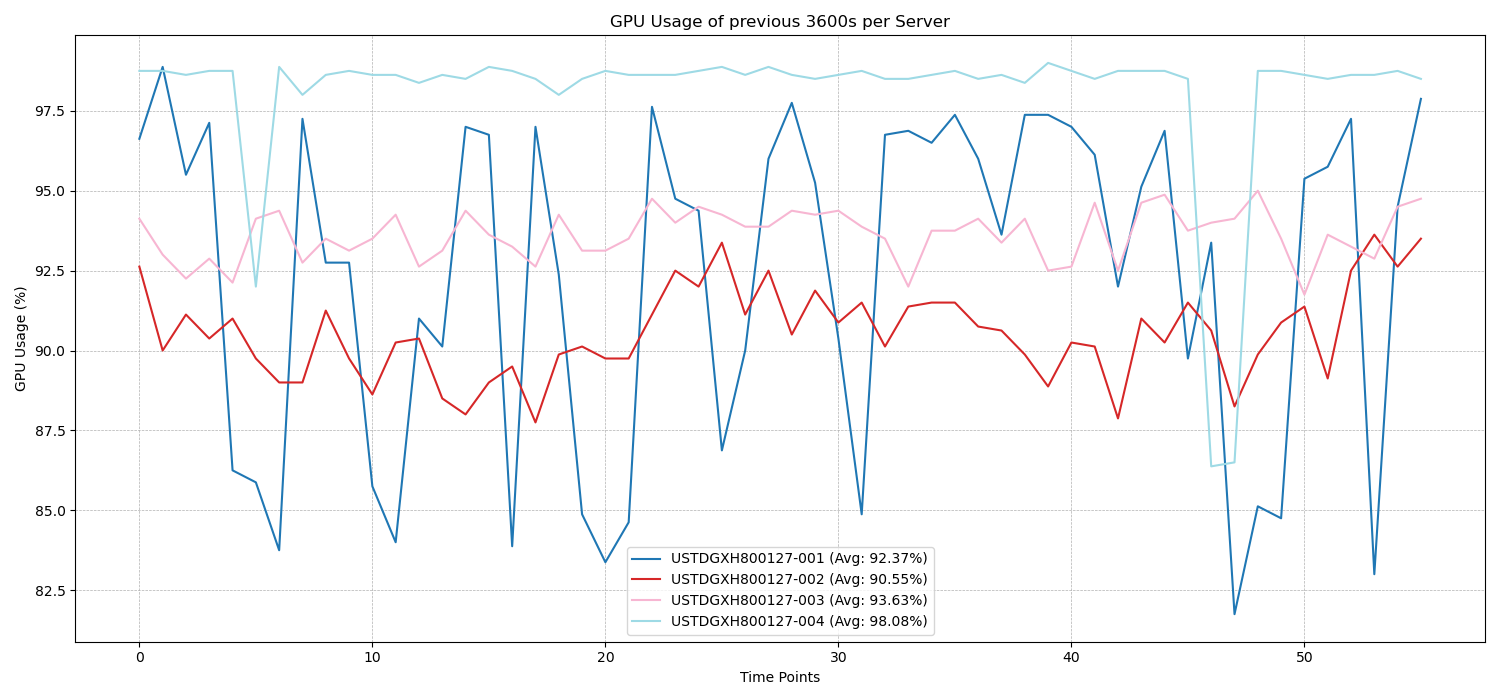 GPU Usage of previous 3600s per Server
GPU Usage (%)
97.5
95.0
92.5
90.0
87.5
85.0
82.5
USTDGXH800127-001 (Avg: 92.37%)
USTDGXH800127-002 (Avg: 90.55%)
USTDGXH800127-003 (Avg: 93.63%)
USTDGXH800127-004 (Avg: 98.08%)
0 10 20 30 40 50
Time Points